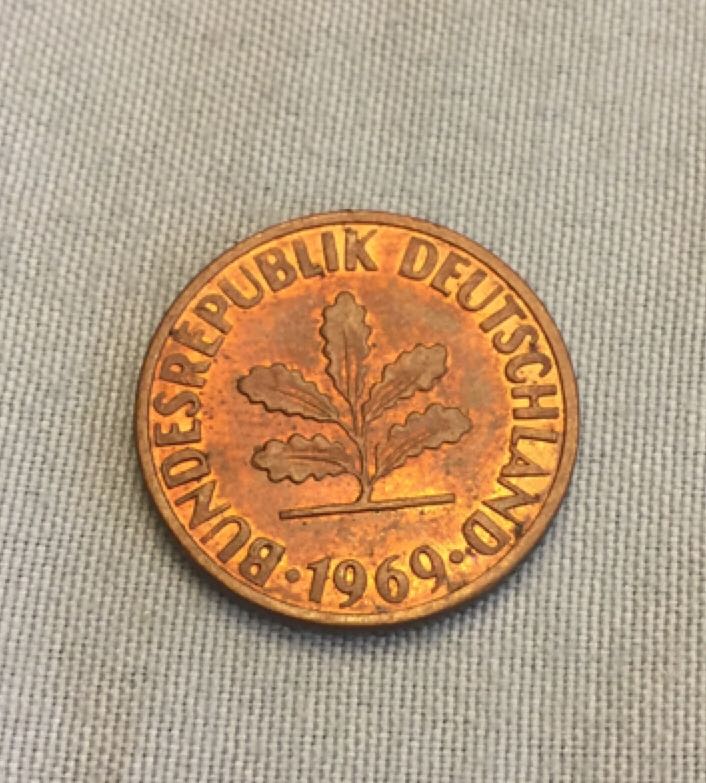 BUNDESREPUBLIK DEUTSCHLAND
·1969·